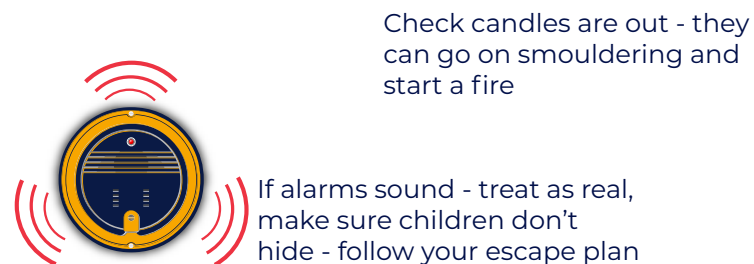 Check candles are out - they
can go on smouldering and
start a fire
If alarms sound - treat as real,
make sure children don’t
hide - follow your escape plan